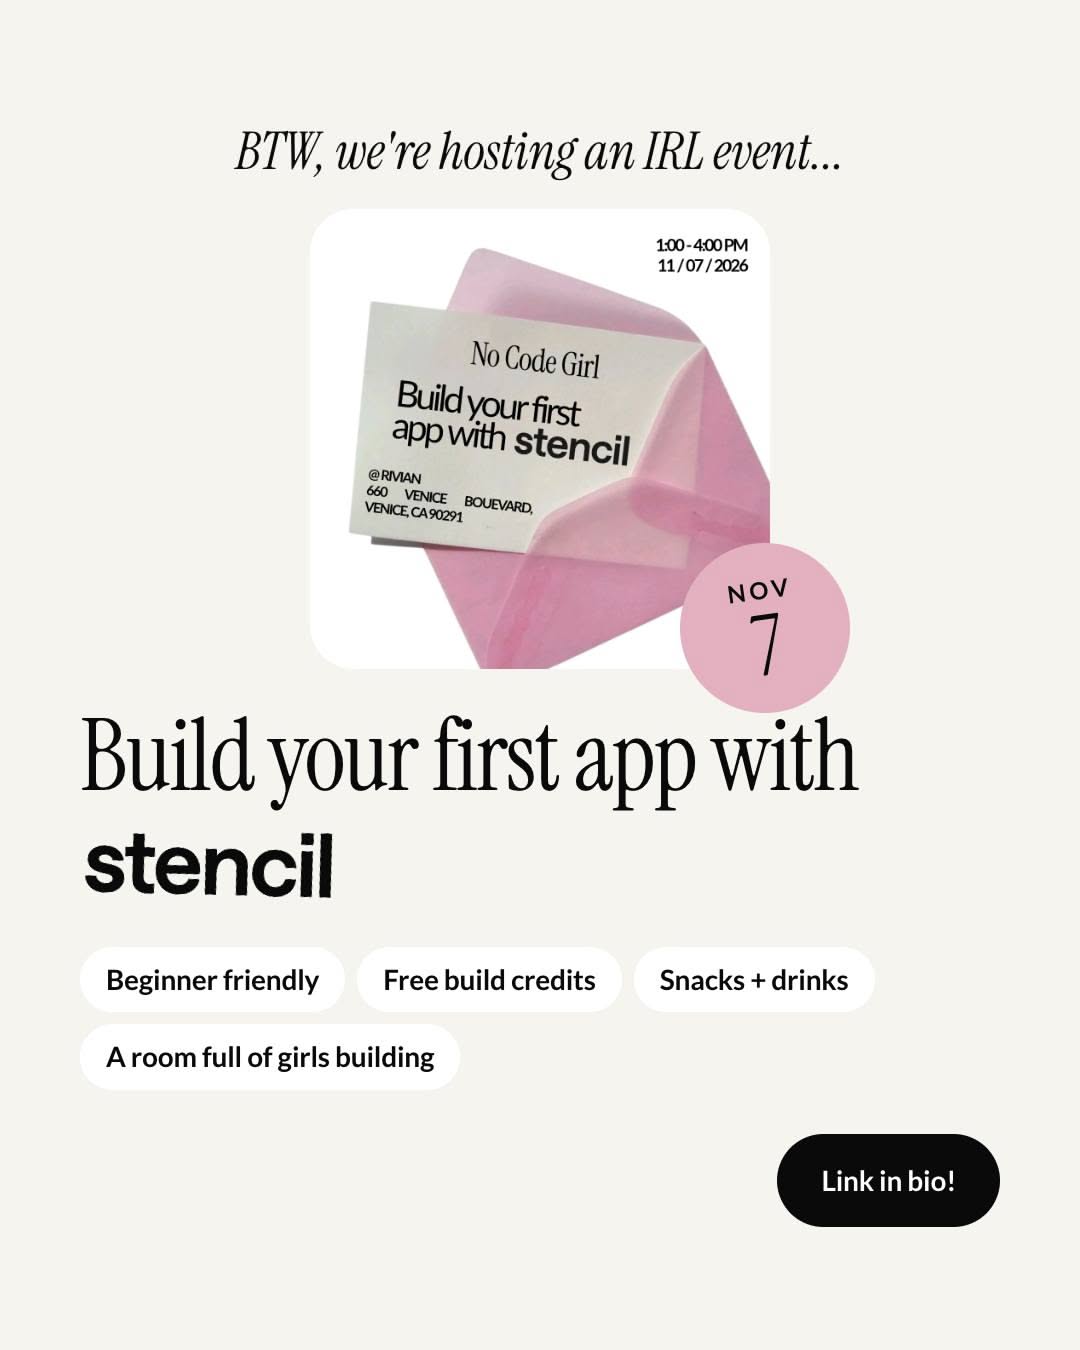 BTW, we're hosting an IRL event...
1:00 - 4:00 PM
11 / 07 / 2026
No Code Girl
Build your first
app with stencil
@ RIVIAN
660 VENICE BOUEVARD,
VENICE, CA 90291
NOV
7
Build your first app with
stencil
Beginner friendly
Free build credits
Snacks + drinks
A room full of girls building
Link in bio!